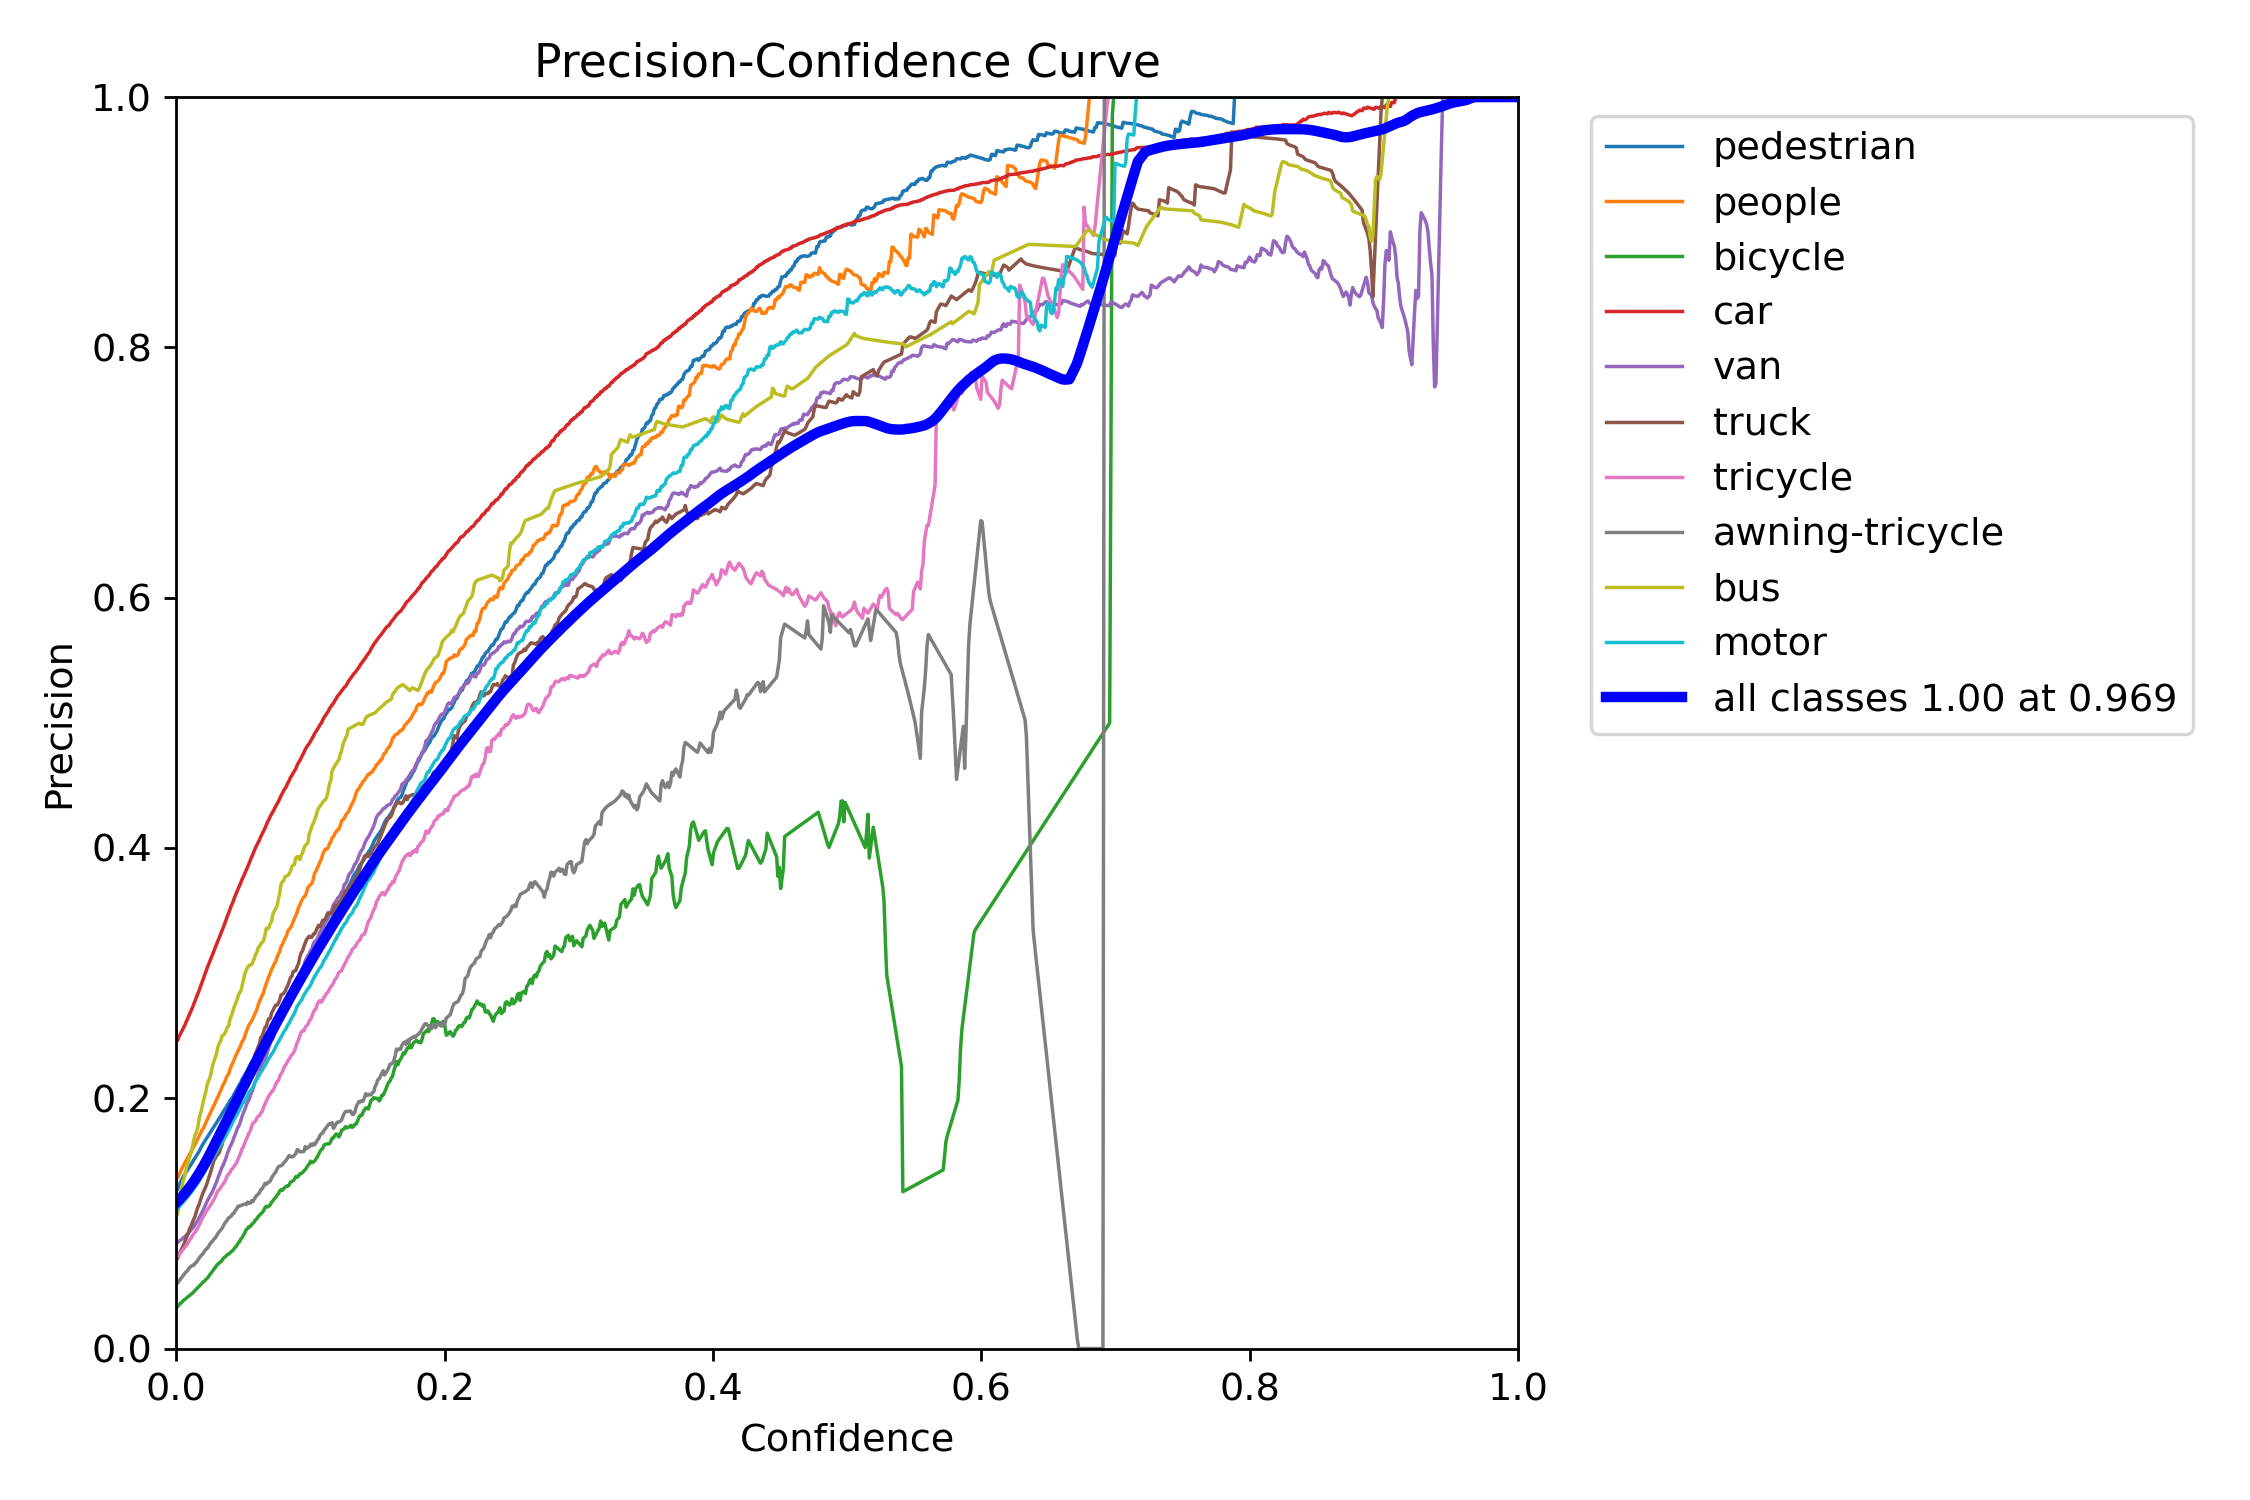 Precision-Confidence Curve
1.0
0.8
0.6
0.4
0.2
0.0
Precision
0.0 0.2 0.4 0.6 0.8 1.0
Confidence
pedestrian
people
bicycle
car
van
truck
tricycle
awning-tricycle
bus
motor
all classes 1.00 at 0.969